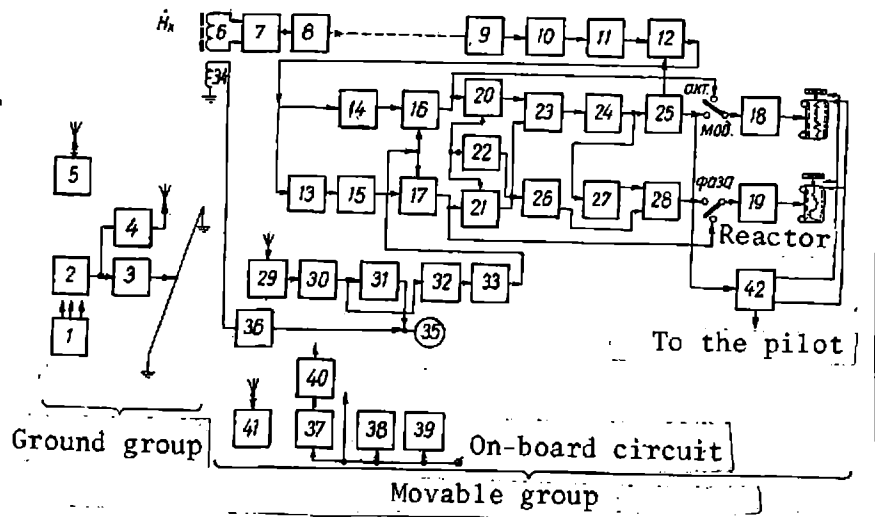 Ḣx 6 7 8 9 10 11 12
34
14 16 20 23 24 25 акт. 18
мод.
5
22
фаза
13 15 17 21 26 27 28 19
4
Reactor
2 3
29 30 31 32 33
42
1
36 35
To the pilot
40
41 37 38 39
Ground group
On-board circuit
Movable group